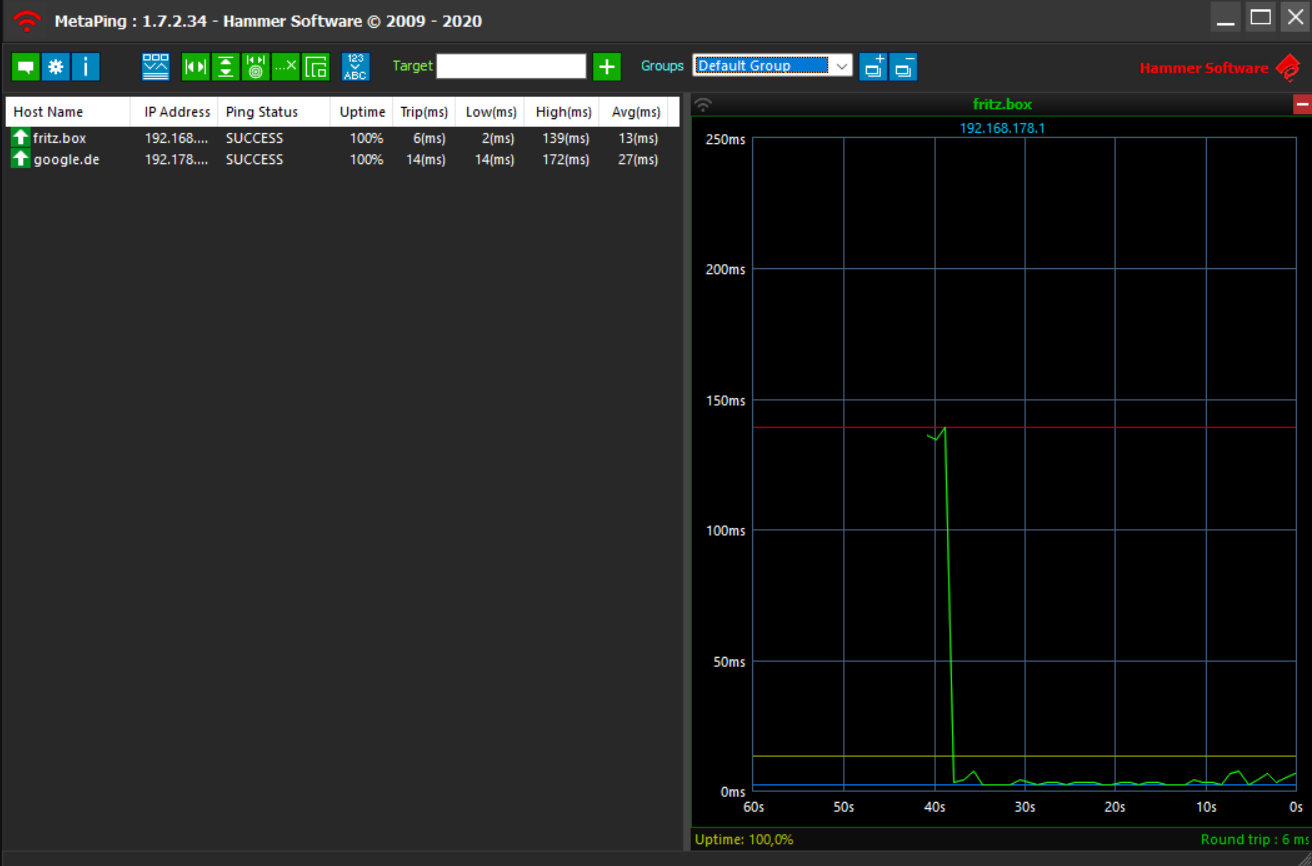 MetaPing : 1.7.2.34 - Hammer Software © 2009 - 2020
123
ABC
Target
Groups
Default Group
Hammer Software
Host Name IP Address Ping Status Uptime Trip(ms) Low(ms) High(ms) Avg(ms)
fritz.box 192.168.... SUCCESS 100% 6(ms) 2(ms) 139(ms) 13(ms)
google.de 192.178.... SUCCESS 100% 14(ms) 14(ms) 172(ms) 27(ms)
fritz.box
192.168.178.1
250ms
200ms
150ms
100ms
50ms
0ms
60s 50s 40s 30s 20s 10s 0s
Uptime: 100,0% Round trip : 6 ms